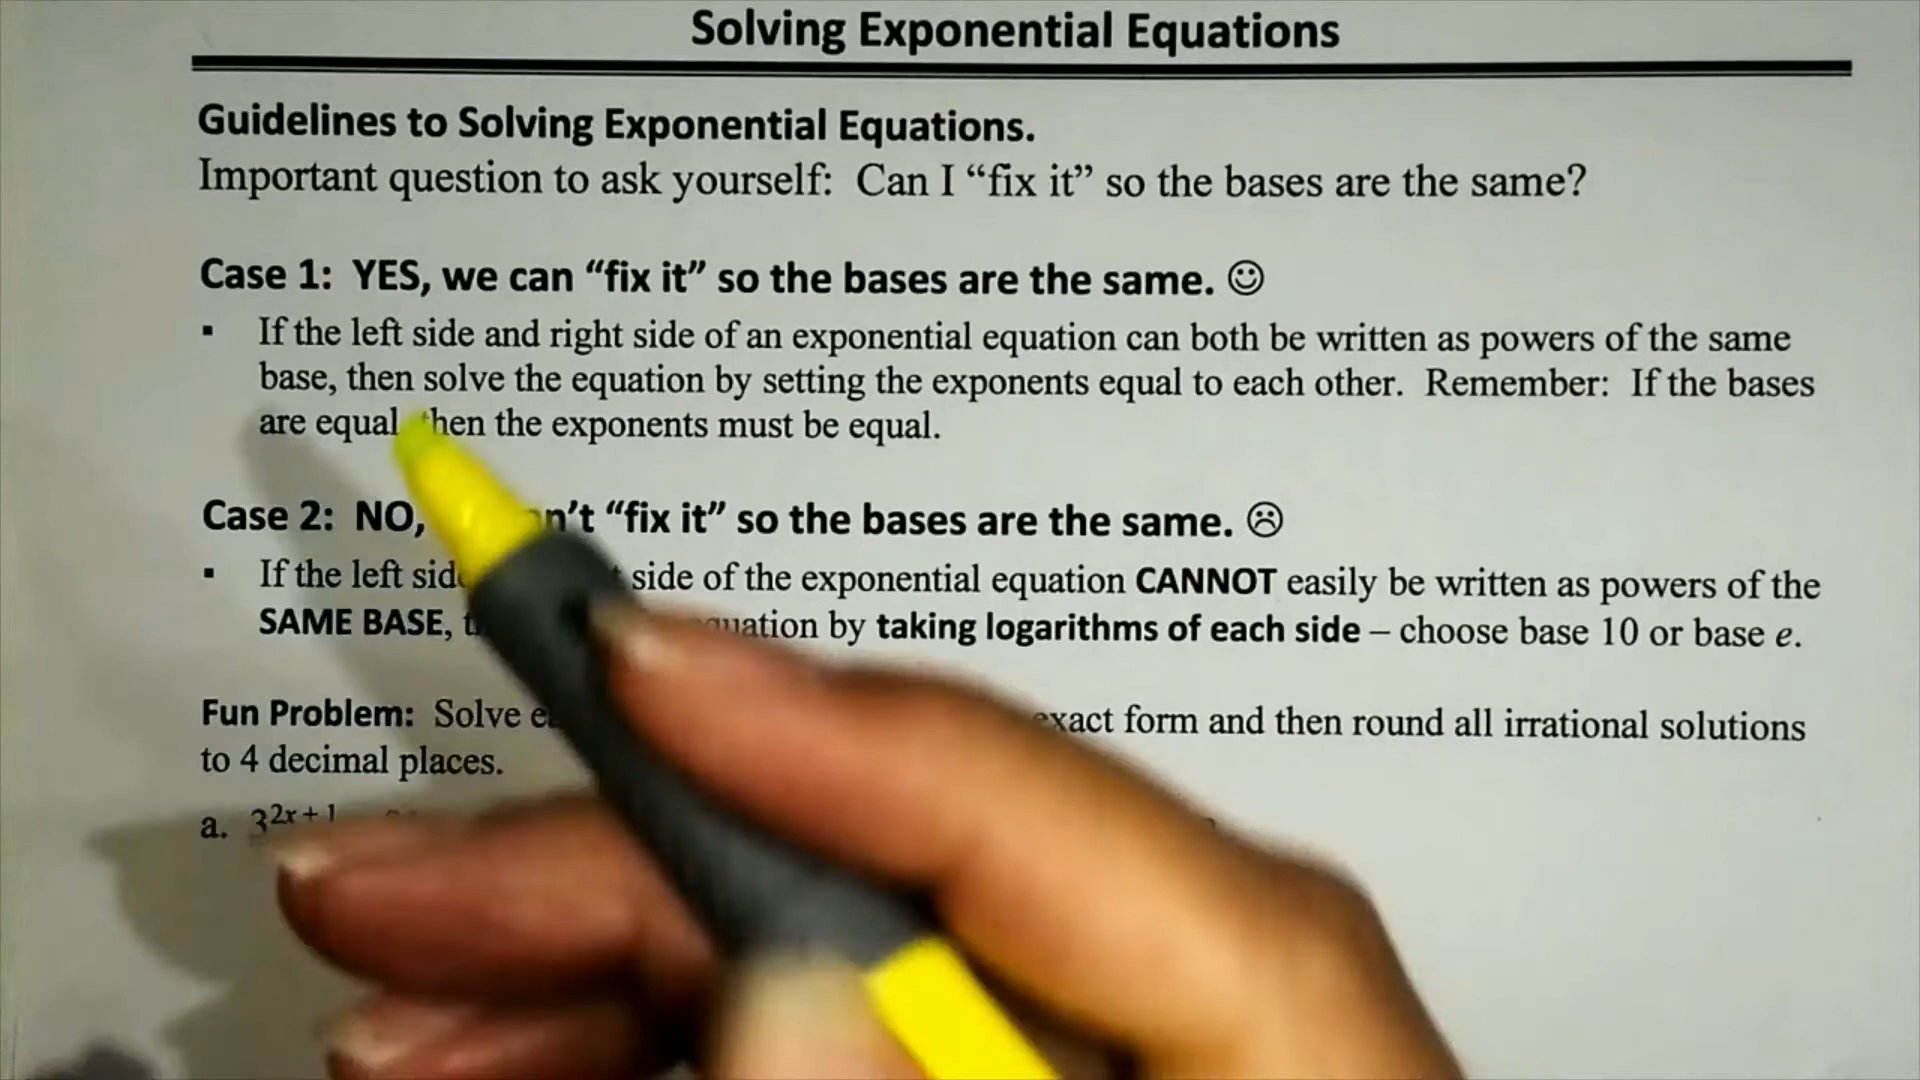 Solving Exponential Equations
Guidelines to Solving Exponential Equations.
Important question to ask yourself: Can I “fix it” so the bases are the same?
Case 1: YES, we can “fix it” so the bases are the same. ☺
▪ If the left side and right side of an exponential equation can both be written as powers of the same
base, then solve the equation by setting the exponents equal to each other. Remember: If the bases
are equal then the exponents must be equal.
Case 2: NO, “fix it” so the bases are the same. ☹
▪ If the left side of the exponential equation CANNOT easily be written as powers of the
SAME BASE, by taking logarithms of each side – choose base 10 or base e.
Fun Problem: Solve exact form and then round all irrational solutions
to 4 decimal places.
a. 3^{2x + 1}